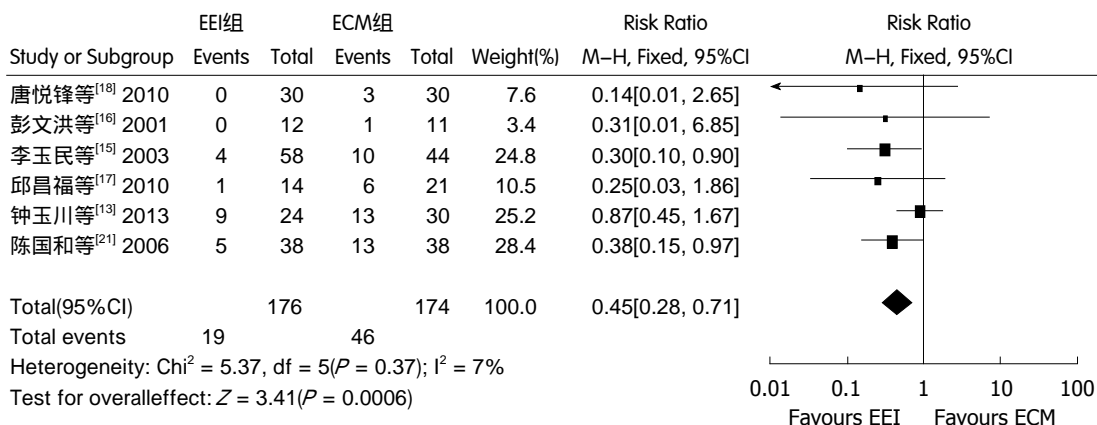 EEI组 ECM组 Risk Ratio Risk Ratio
Study or Subgroup Events Total Events Total Weight(%) M–H, Fixed, 95%CI M–H, Fixed, 95%CI
唐悦锋等[18] 2010 0 30 3 30 7.6 0.14[0.01, 2.65]
彭文洪等[16] 2001 0 12 1 11 3.4 0.31[0.01, 6.85]
李玉民等[15] 2003 4 58 10 44 24.8 0.30[0.10, 0.90]
邱昌福等[17] 2010 1 14 6 21 10.5 0.25[0.03, 1.86]
钟玉川等[13] 2013 9 24 13 30 25.2 0.87[0.45, 1.67]
陈国和等[21] 2006 5 38 13 38 28.4 0.38[0.15, 0.97]
Total(95%CI) 176 174 100.0 0.45[0.28, 0.71]
Total events 19 46
Heterogeneity: Chi² = 5.37, df = 5(P = 0.37); I² = 7%
Test for overalleffect: Z = 3.41(P = 0.0006)
0.01 0.1 1 10 100
Favours EEI Favours ECM